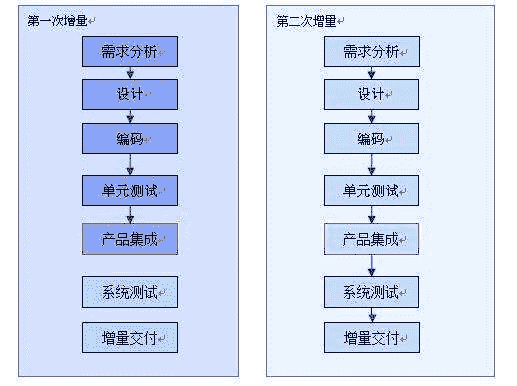 第一次增量
需求分析
设计
编码
单元测试
产品集成
系统测试
增量交付
第二次增量
需求分析
设计
编码
单元测试
产品集成
系统测试
增量交付